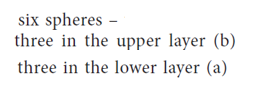 six spheres –
three in the upper layer (b)
three in the lower layer (a)